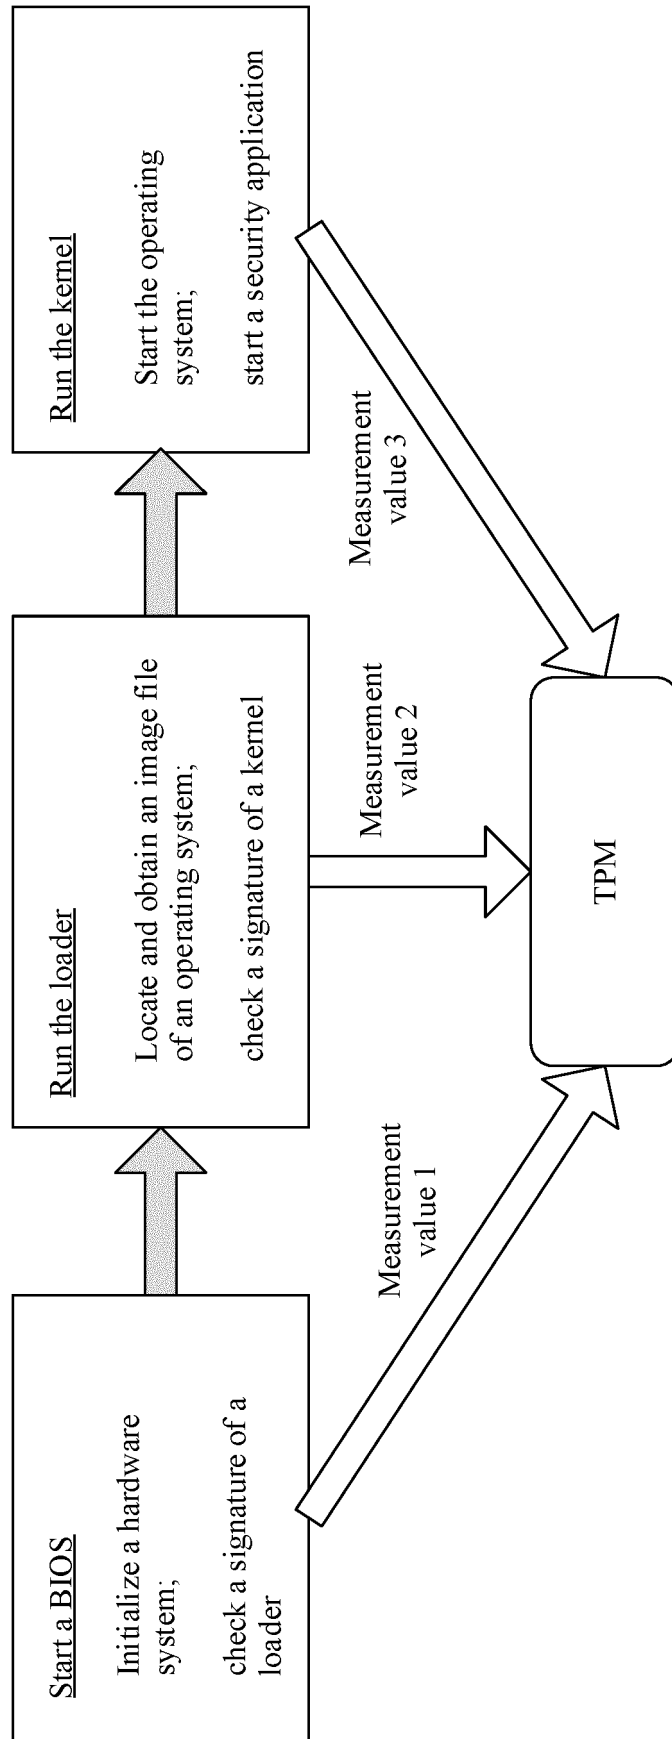 Start a BIOS
Initialize a hardware
system;
check a signature of a
loader
Run the loader
Locate and obtain an image file
of an operating system;
check a signature of a kernel
Run the kernel
Start the operating
system;
start a security application
Measurement
value 1
Measurement
value 2
Measurement
value 3
TPM